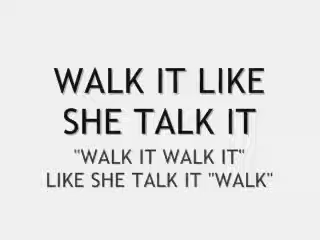 WALK IT LIKE
SHE TALK IT
"WALK IT WALK IT"
LIKE SHE TALK IT "WALK"